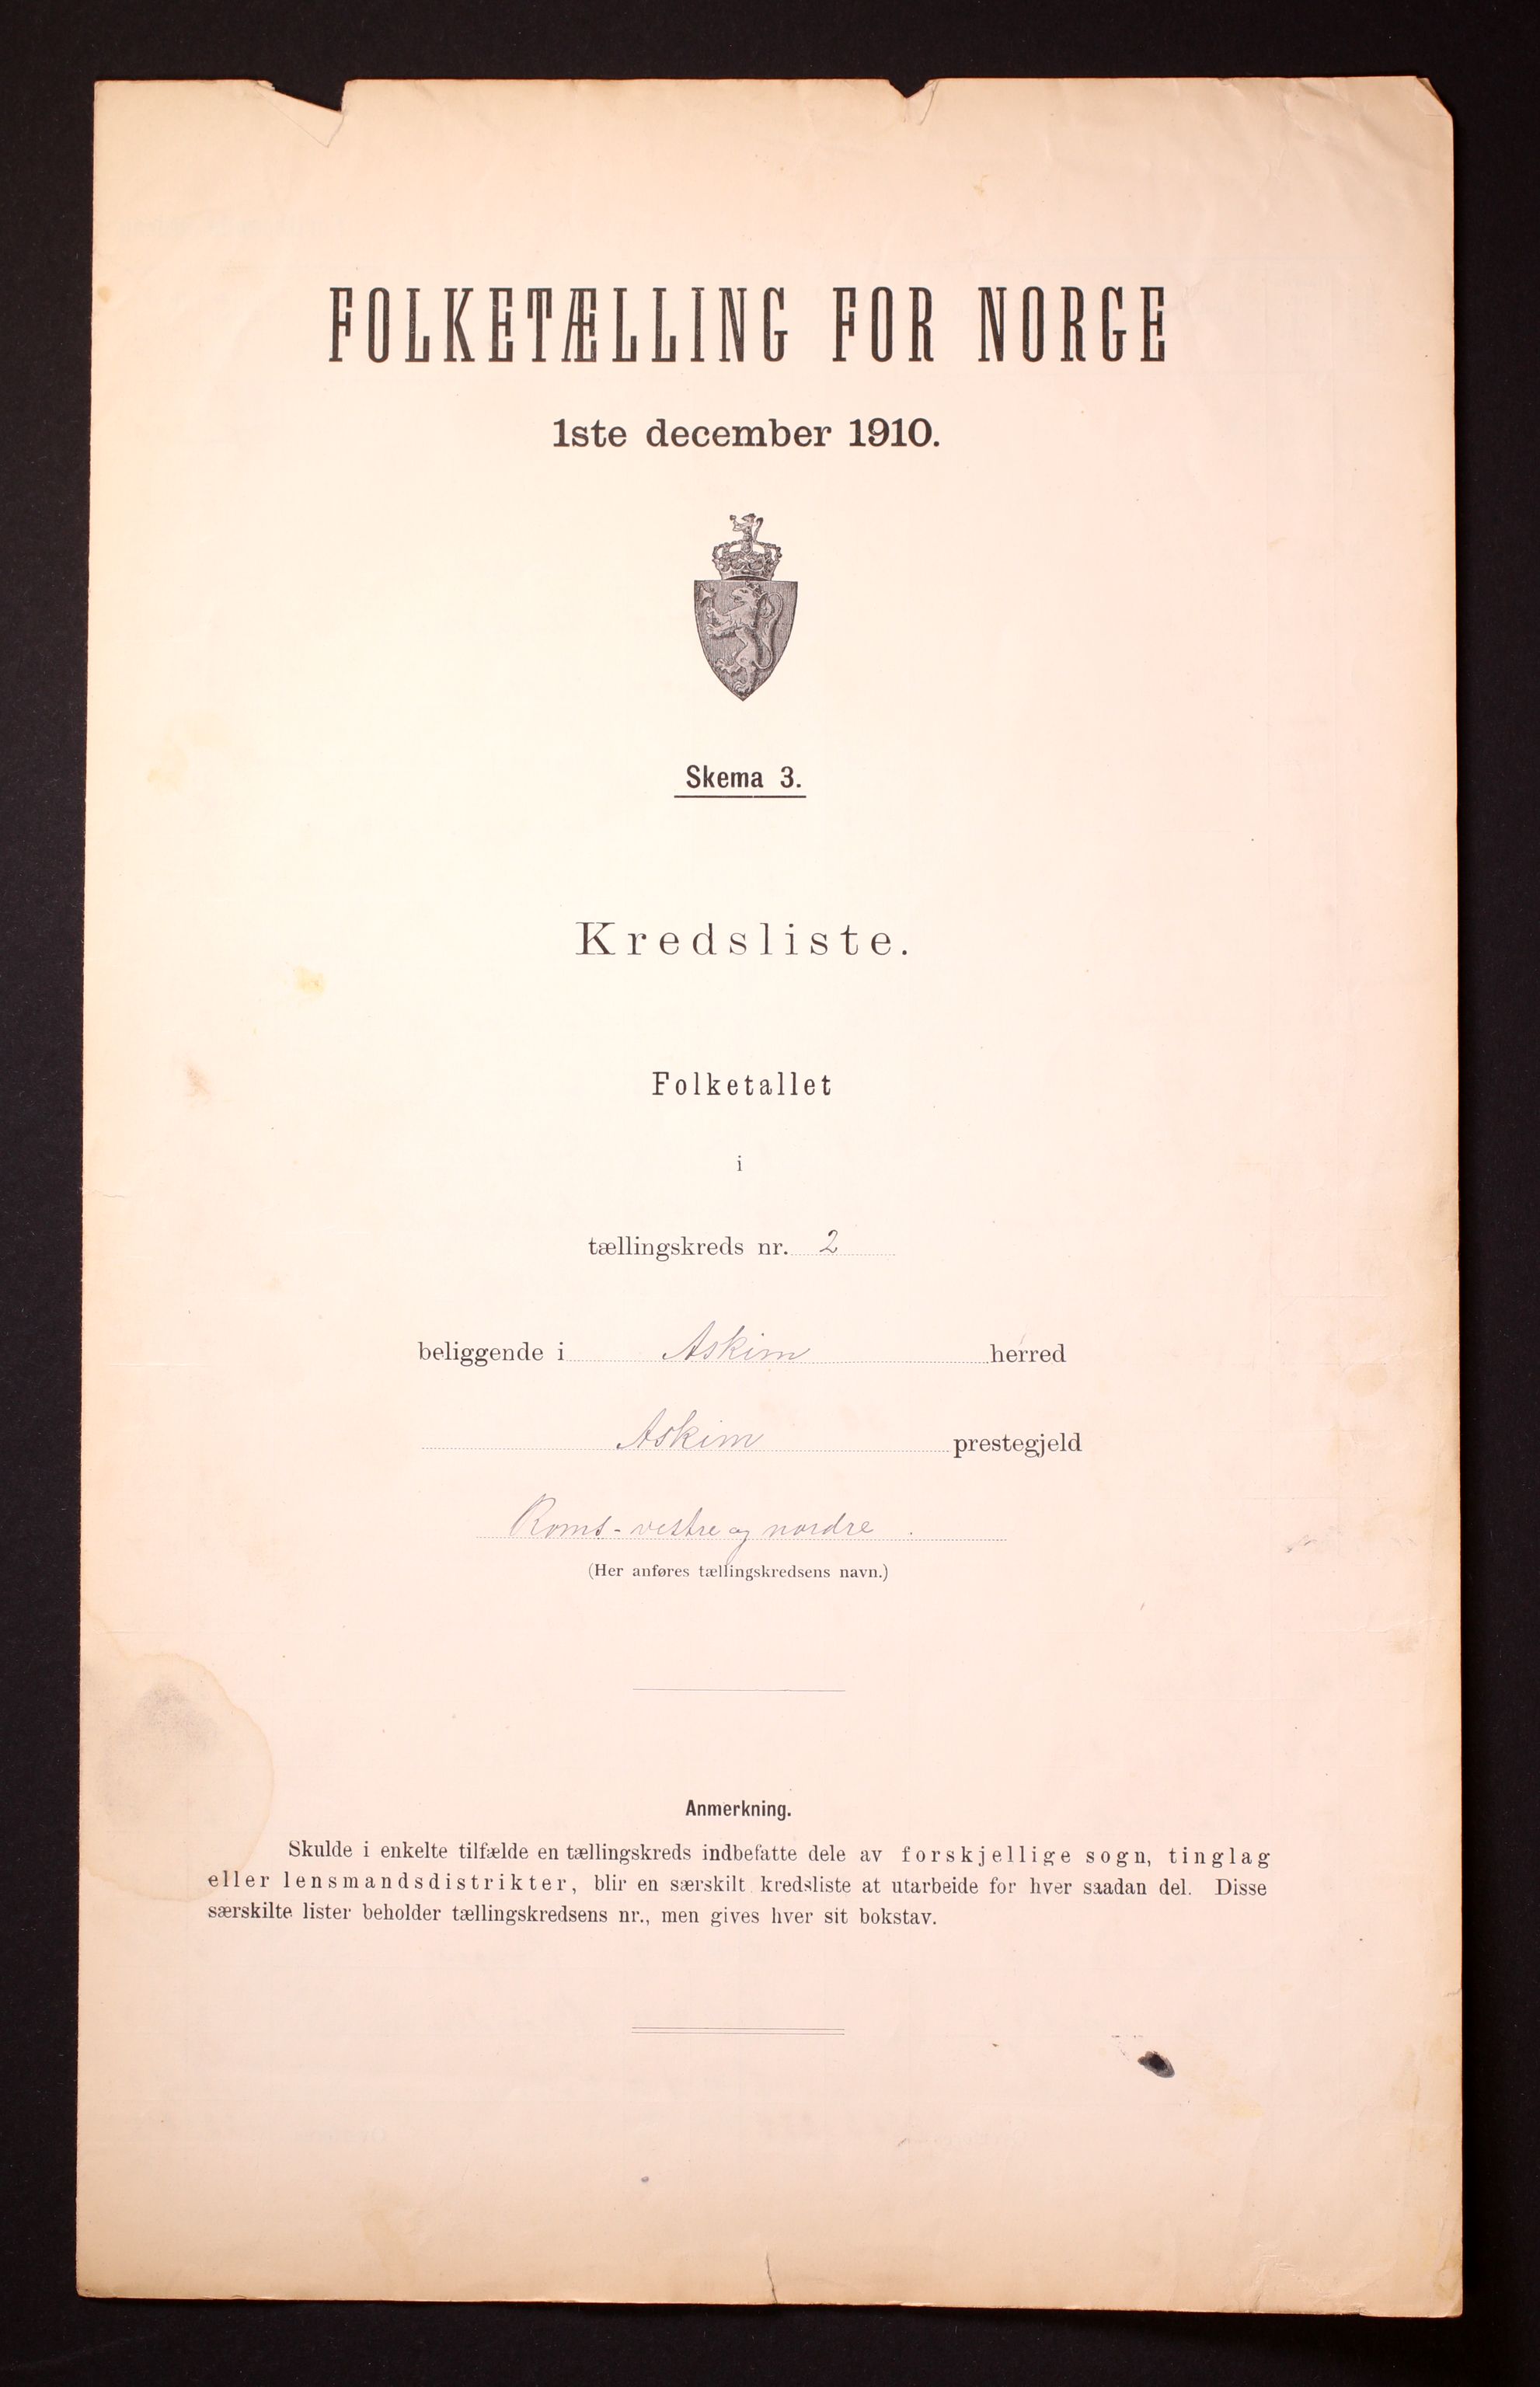 FOLKETÆLLING FOR NORGE
1ste december 1910.
Skema 3.
Kredsliste.
Folketallet
i
tællingskreds nr. 2
beliggende i Askim herred
Askim prestegjeld
Roms- vestre og nordre.
(Her anføres tællingskredsens navn.)
Anmerkning.
Skulde i enkelte tilfælde en tællingskreds indbefatte dele av forskjellige sogn, tinglag
eller lensmandsdistrikter, blir en særskilt kredsliste at utarbeide for hver saadan del. Disse
særskilte lister beholder tællingskredsens nr., men gives hver sit bokstav.